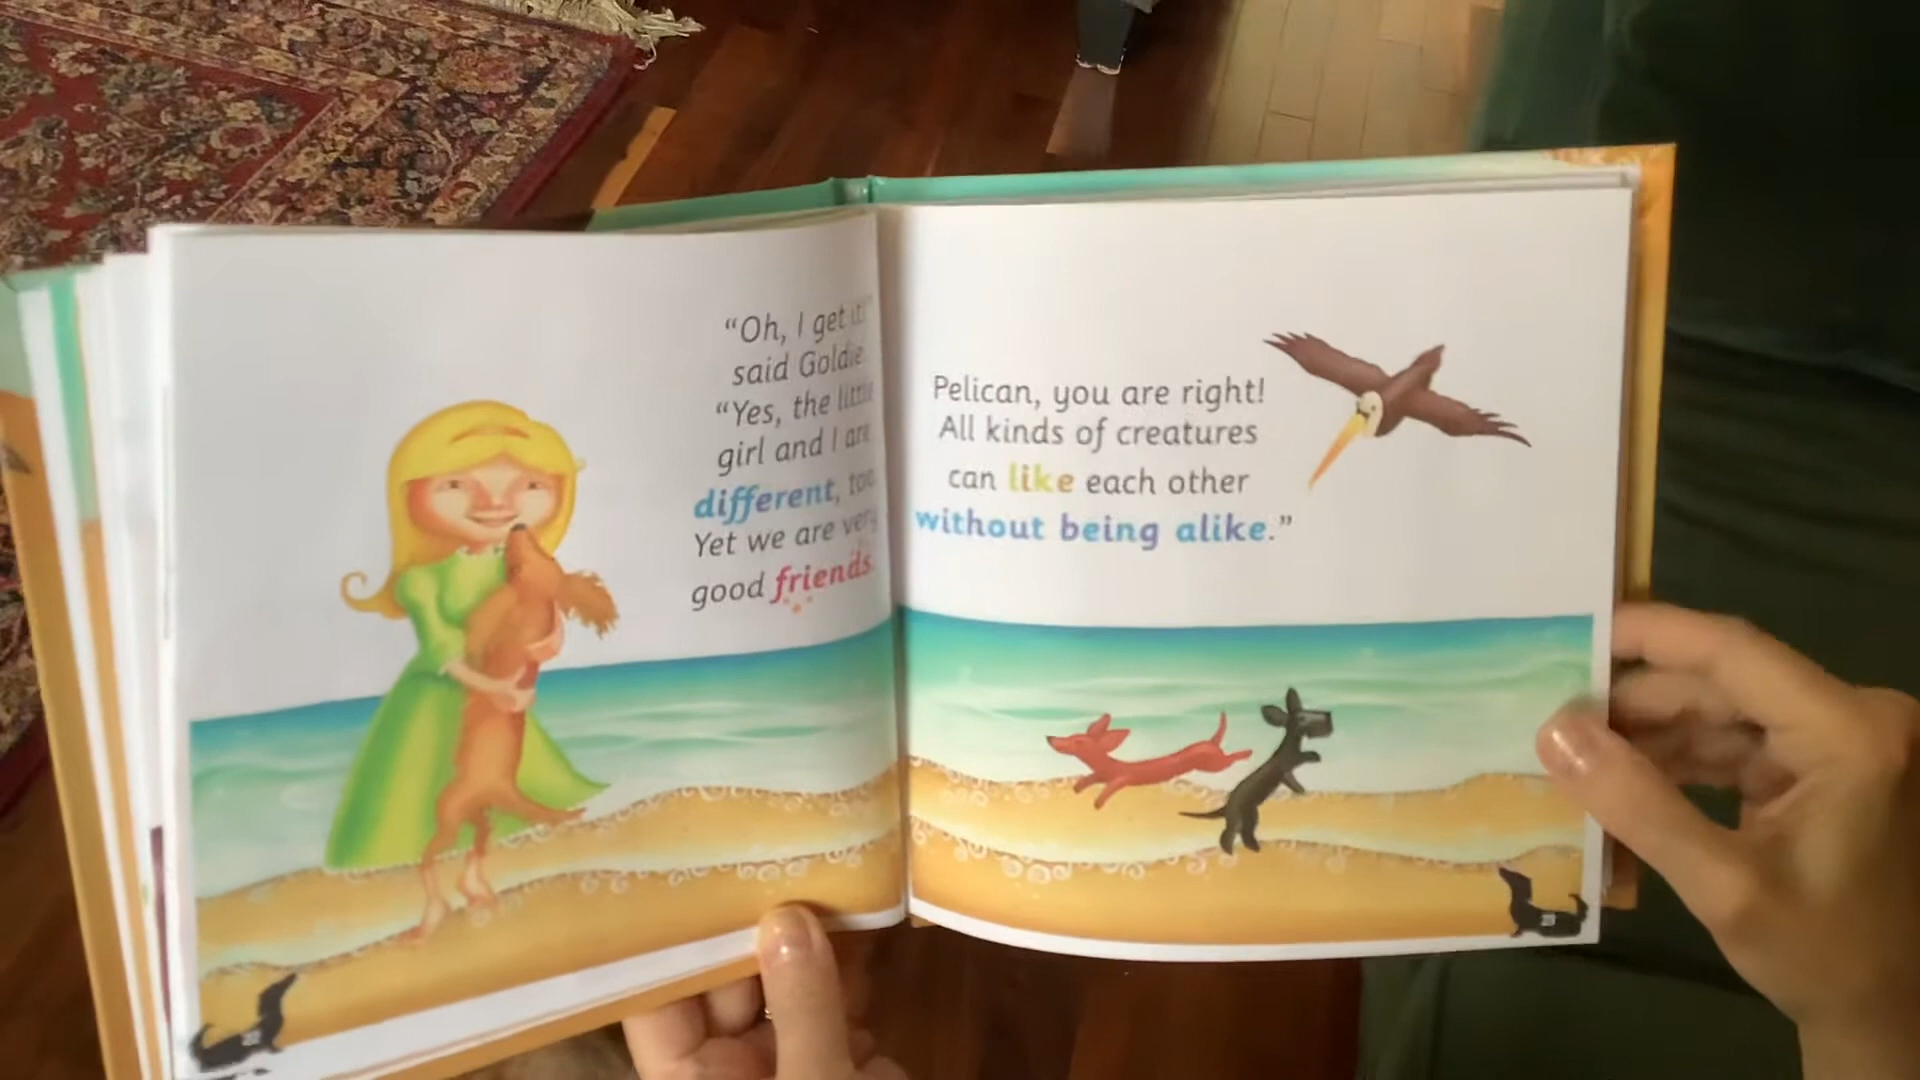 “Oh, I get it!”
said Goldie.
“Yes, the little
girl and I are
different, too.
Yet we are very
good friends.
Pelican, you are right!
All kinds of creatures
can like each other
without being alike.”